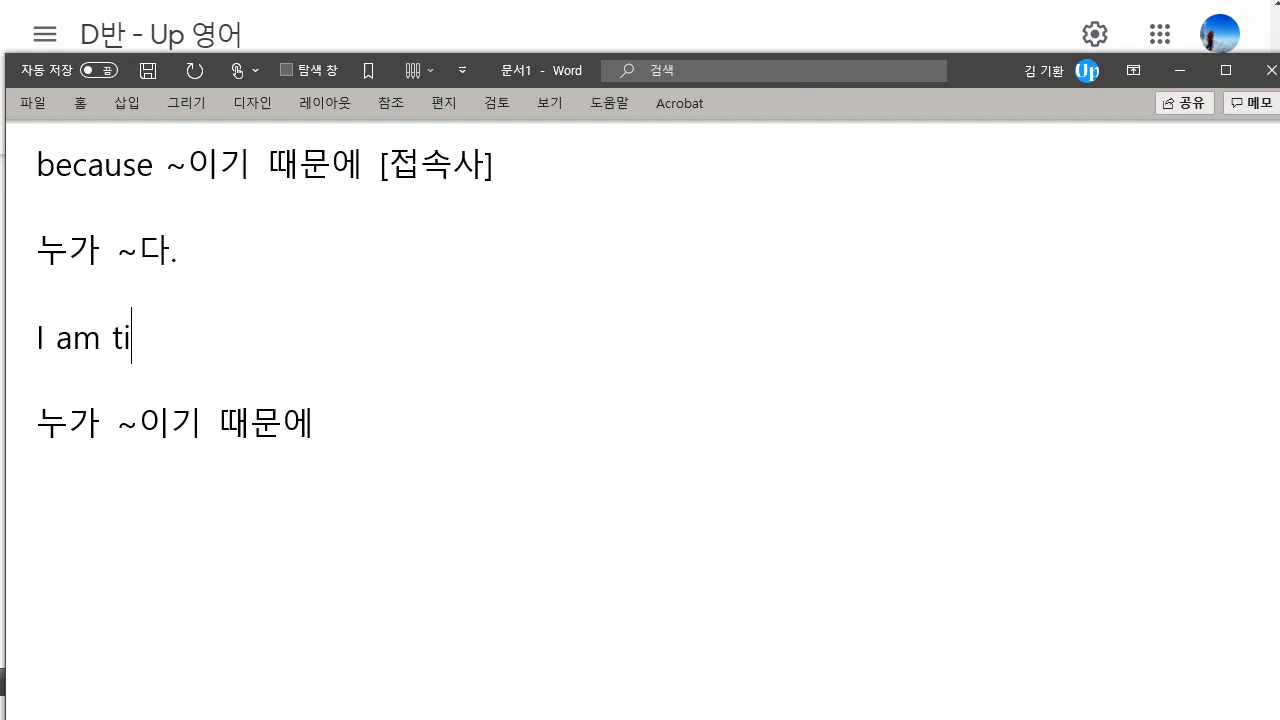 D반 - Up 영어
자동 저장 끔 탐색 창 문서1 - Word 검색 김 기환 Up
파일 홈 삽입 그리기 디자인 레이아웃 참조 편지 검토 보기 도움말 Acrobat 공유 메모
because ~이기 때문에 [접속사]
누가 ~다.
I am ti
누가 ~이기 때문에